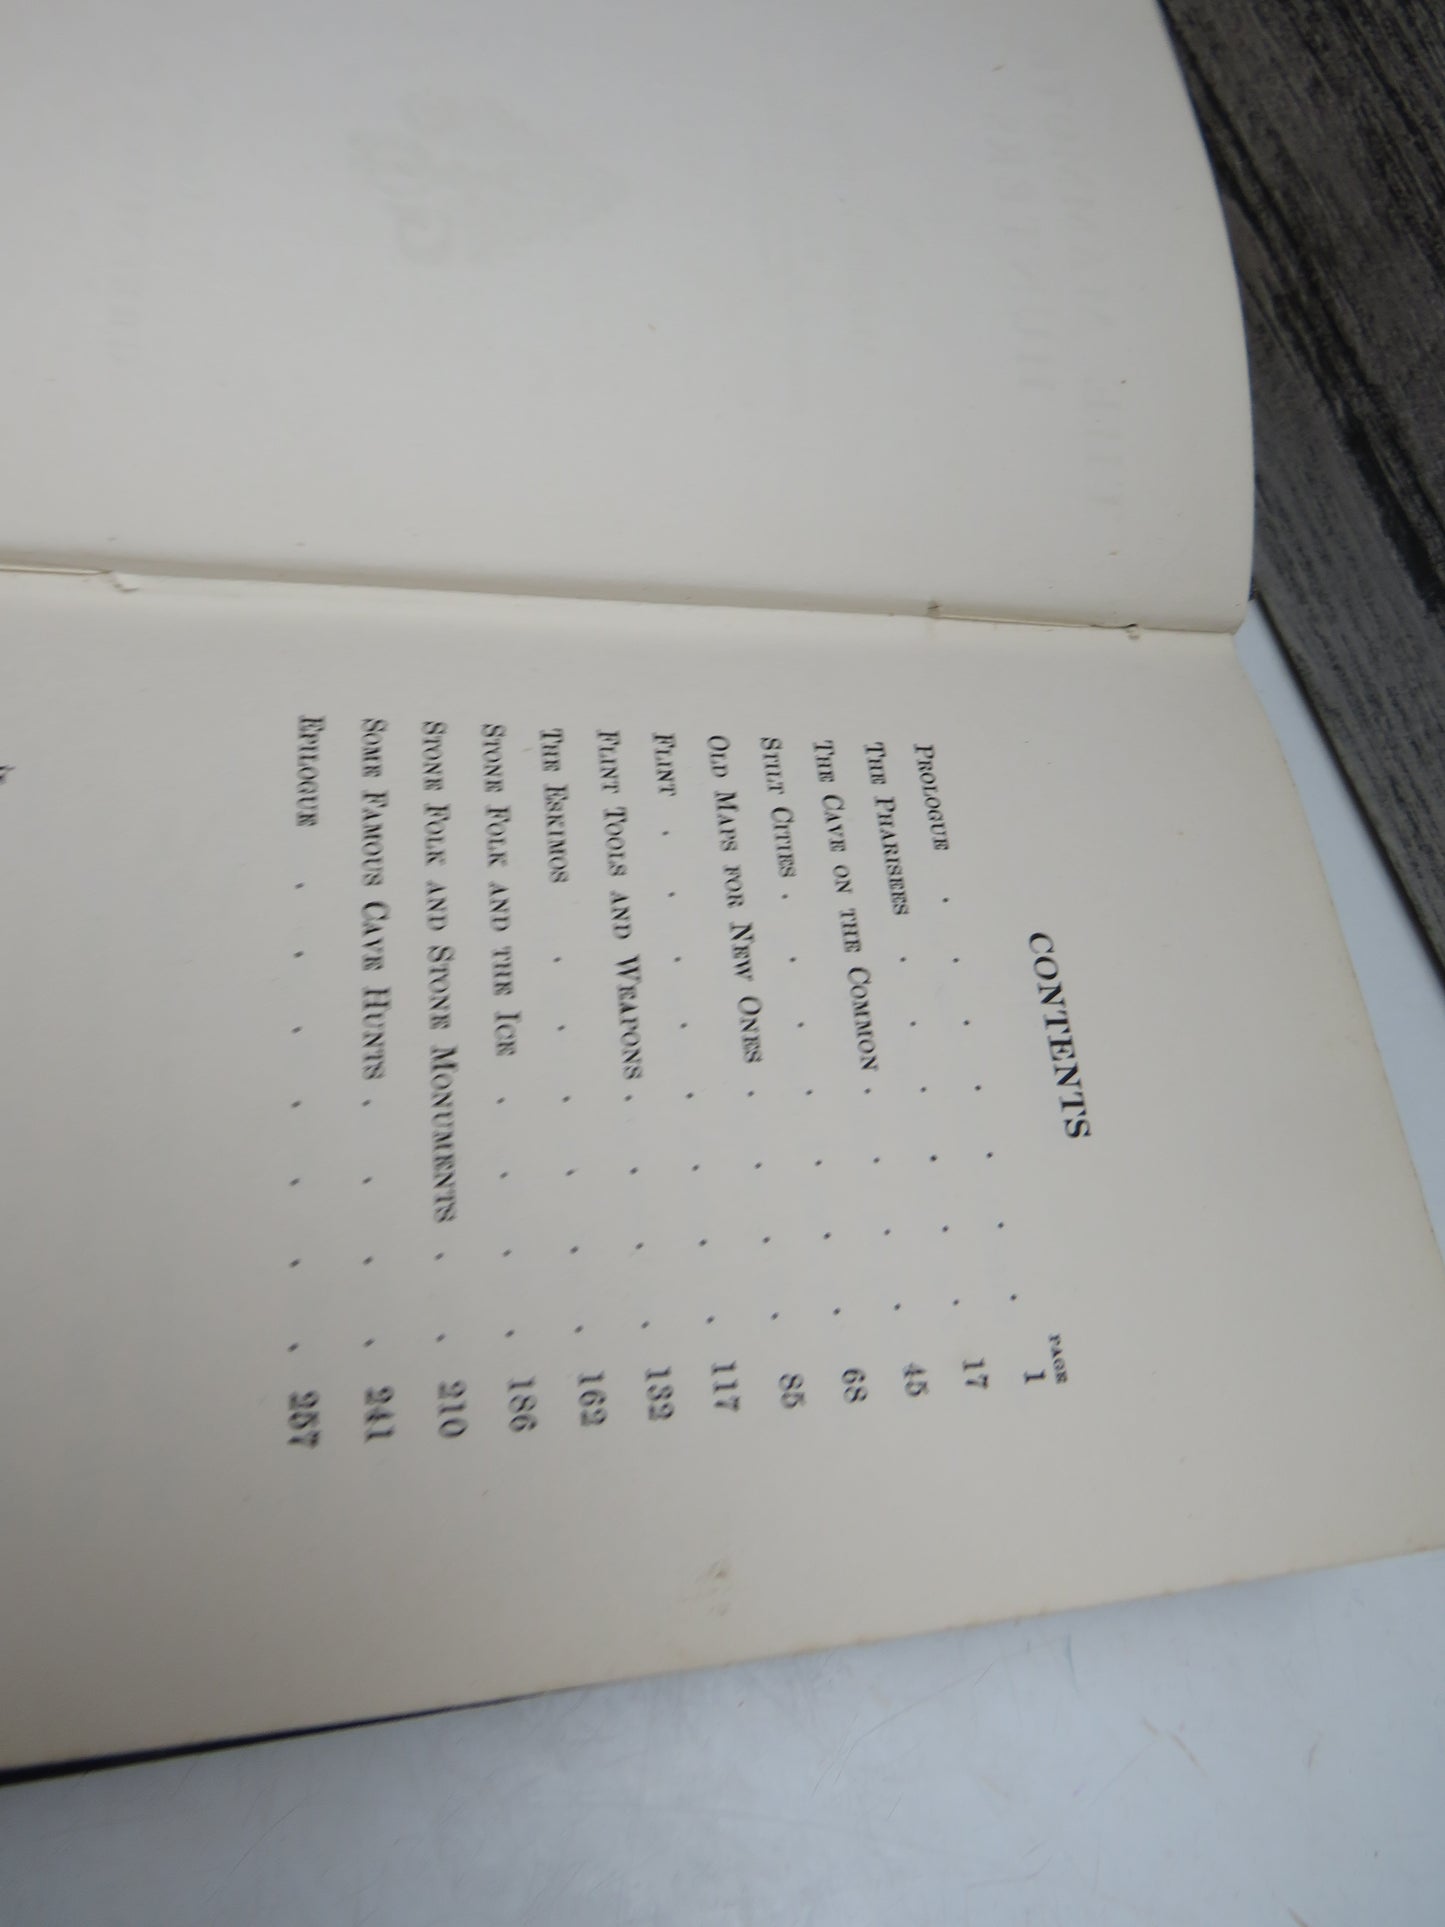 CONTENTS
PAGE
PROLOGUE . . . . . . . 1
THE PHARISEES . . . . . . 17
THE CAVE ON THE COMMON . . . . 45
STILT CITIES . . . . . . . 68
OLD MAPS FOR NEW ONES . . . . 85
FLINT . . . . . . . . 117
FLINT TOOLS AND WEAPONS . . . . 132
THE ESKIMOS . . . . . . 162
STONE FOLK AND THE ICE . . . . 186
STONE FOLK AND STONE MONUMENTS . . 210
SOME FAMOUS CAVE HUNTS . . . . 241
EPILOGUE . . . . . . . 257